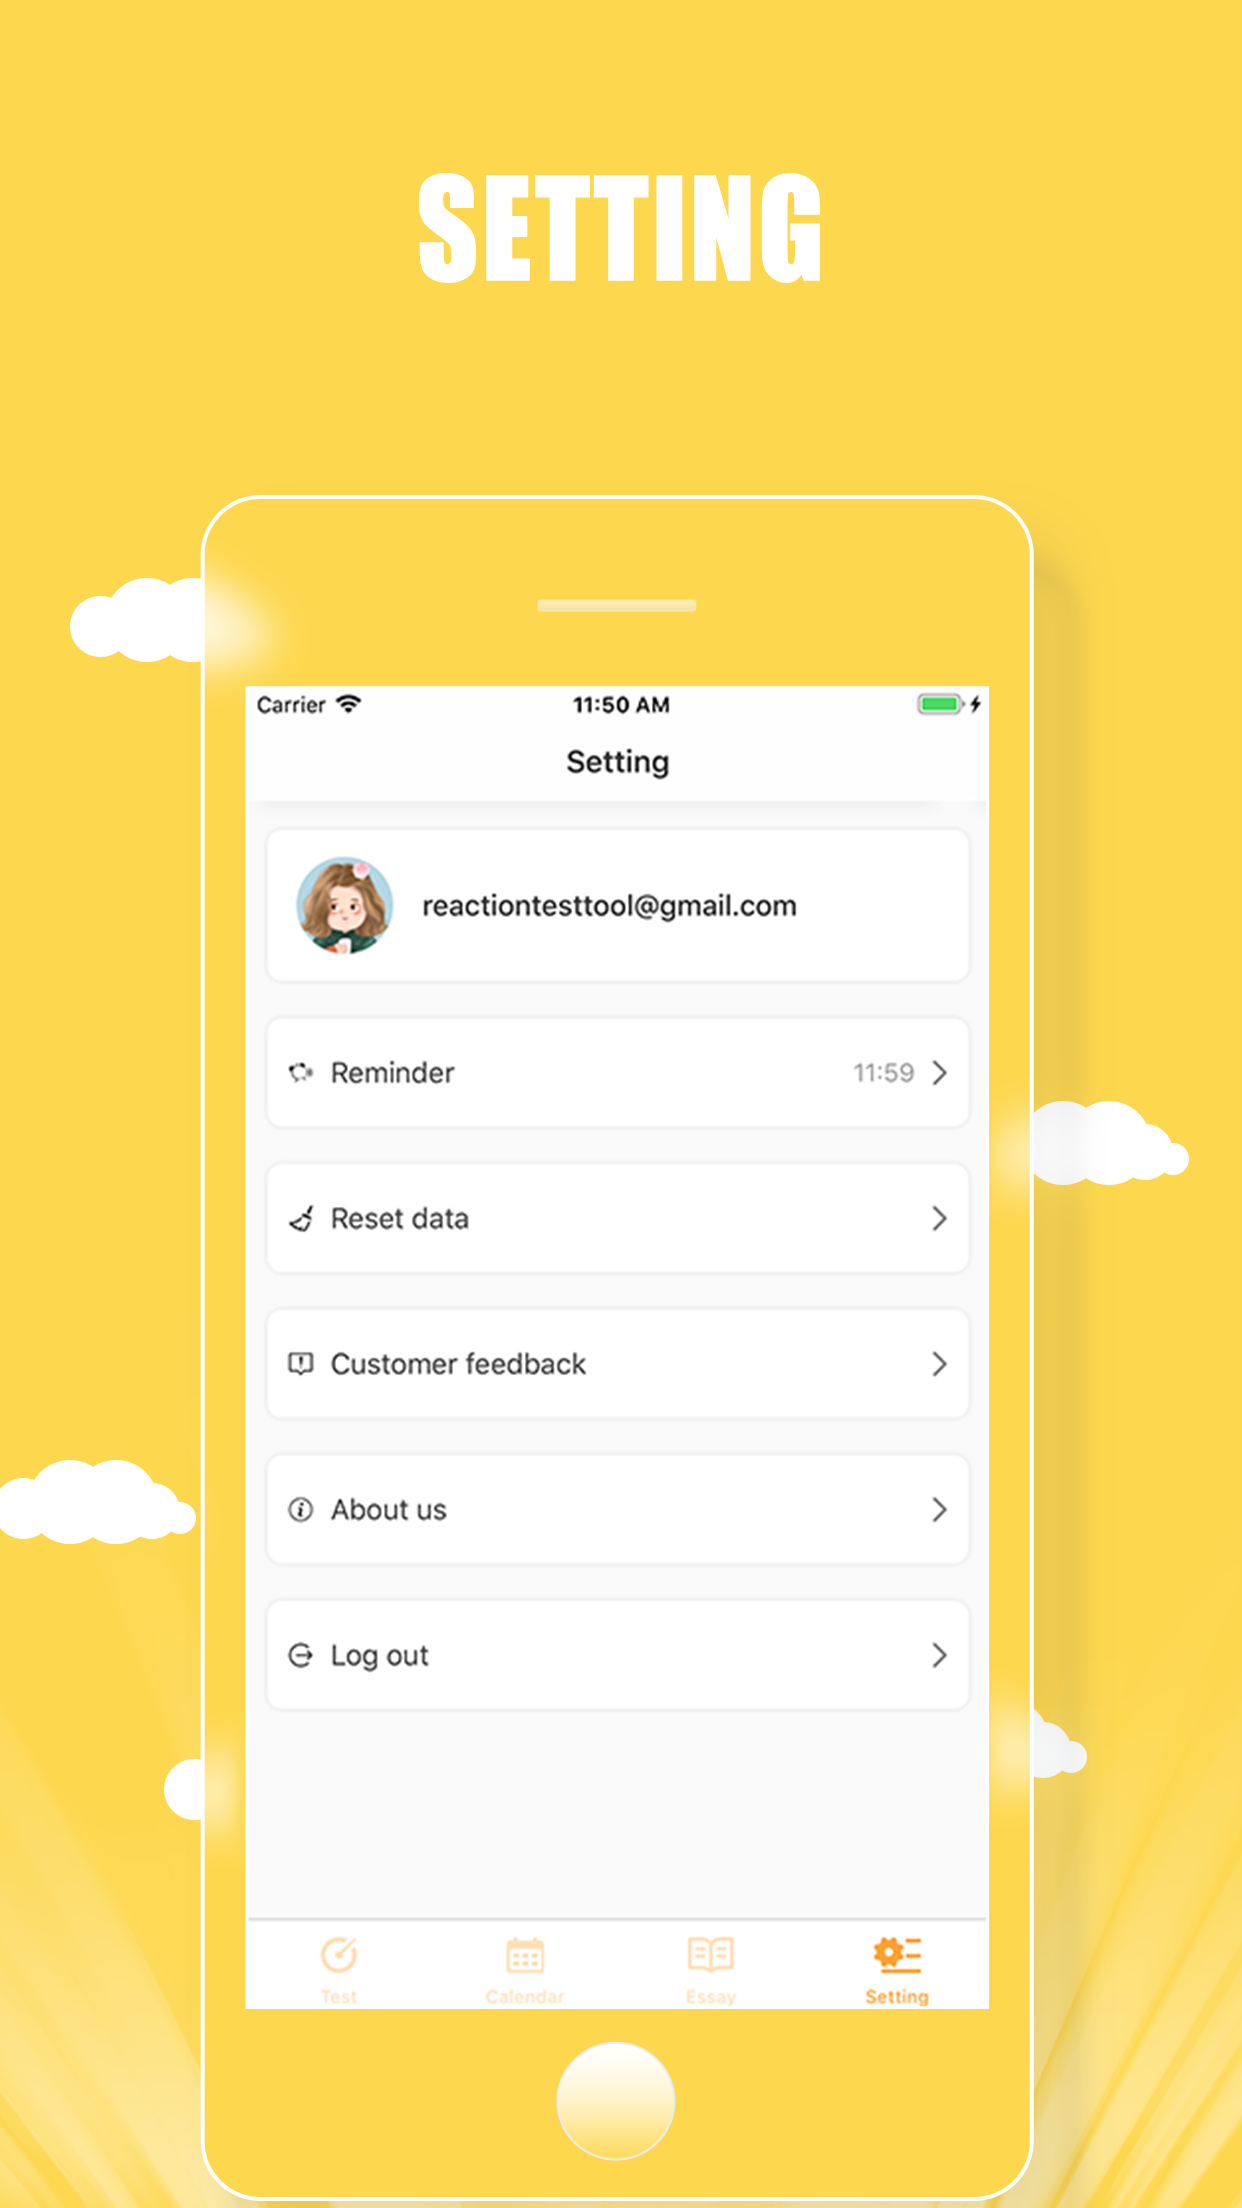 SETTING
Carrier 11:50 AM
Setting
reactiontesttool@gmail.com
Reminder 11:59
Reset data
Customer feedback
About us
Log out
Test Calendar Essay Setting